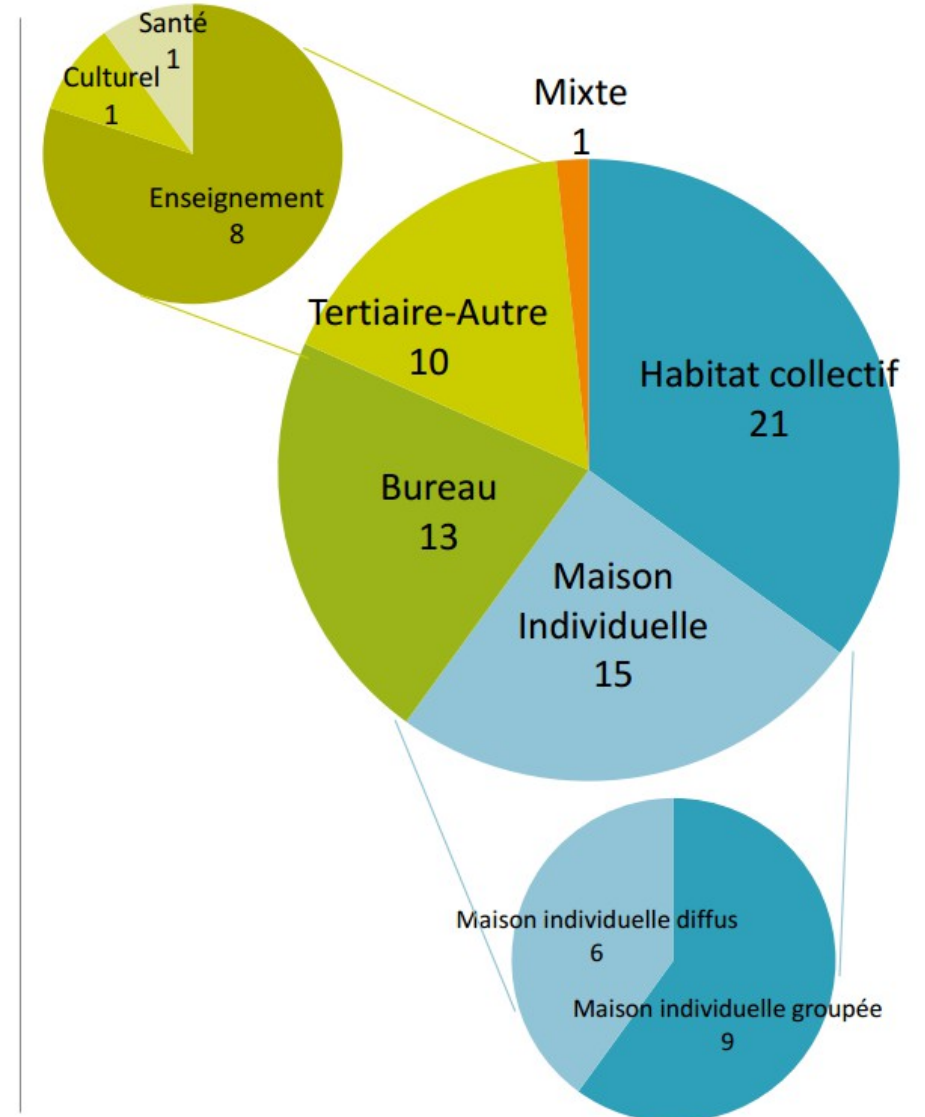 Santé
1
Culturel
1
Enseignement
8
Mixte
1
Tertiaire-Autre
10
Habitat collectif
21
Bureau
13
Maison
Individuelle
15
Maison individuelle diffus
6
Maison individuelle groupée
9